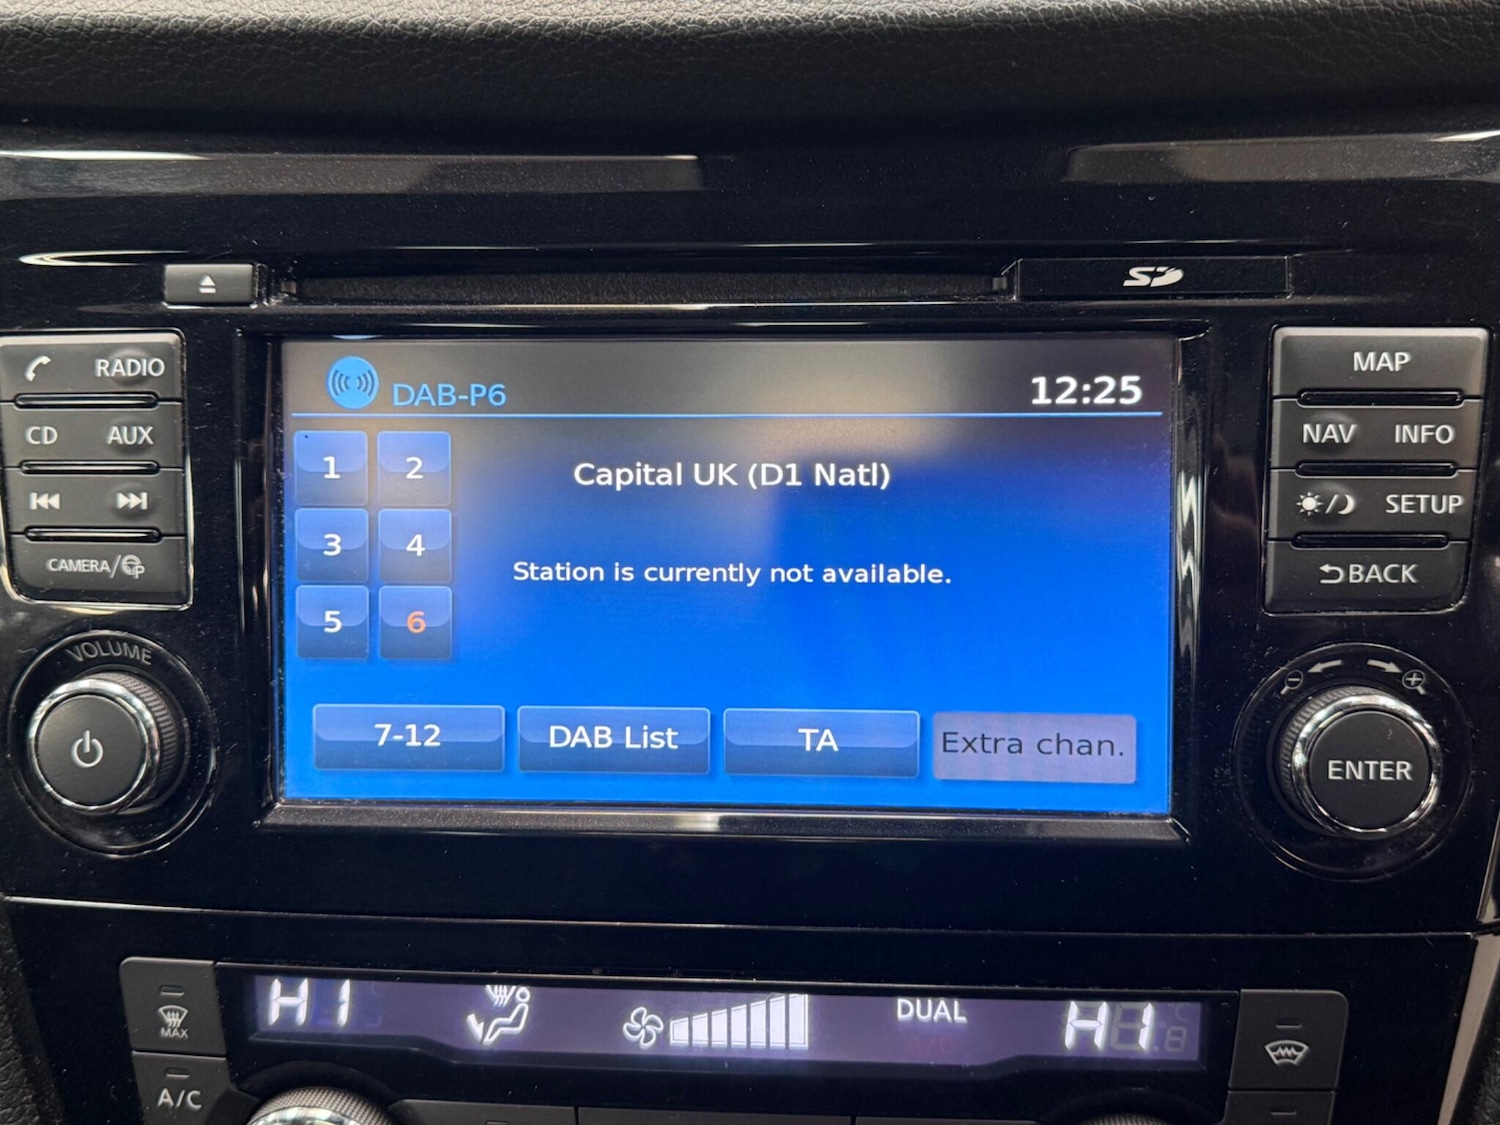 SD
RADIO
CD AUX
CAMERA/
VOLUME
DAB-P6
12:25
1 2
3 4
5 6
Capital UK (D1 Natl)
Station is currently not available.
7-12
DAB List
TA
Extra chan.
MAP
NAV INFO
SETUP
BACK
ENTER
MAX
A/C
HI
DUAL
HI